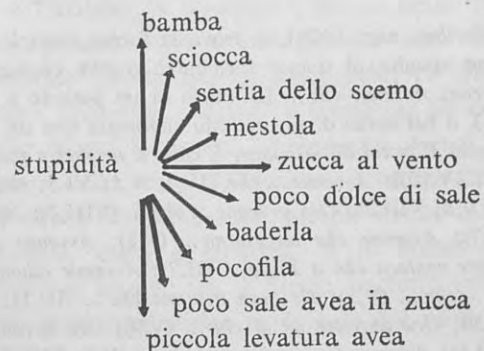 bamba
sciocca
sentia dello scemo
mestola
stupidità
zucca al vento
poco dolce di sale
baderla
pocofila
poco sale avea in zucca
piccola levatura avea